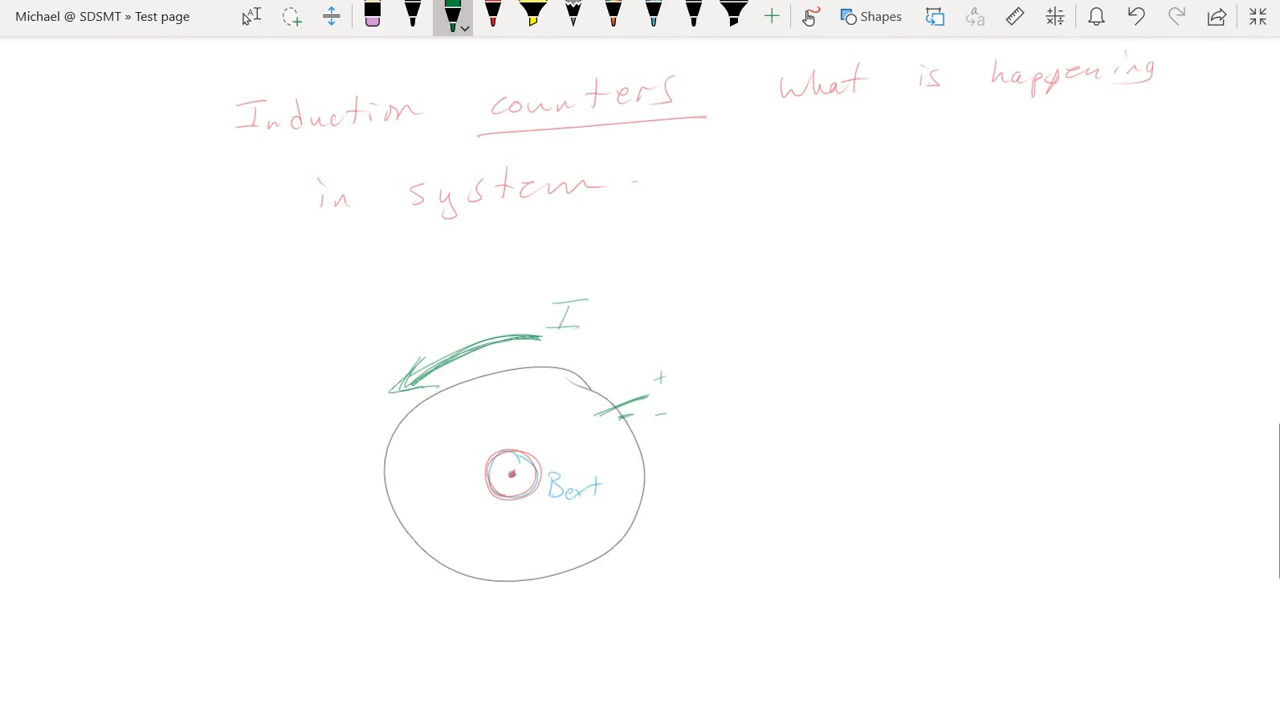 Michael @ SDSMT » Test page
Shapes
Induction counters what is happening
in system.
I
+
-
Bext